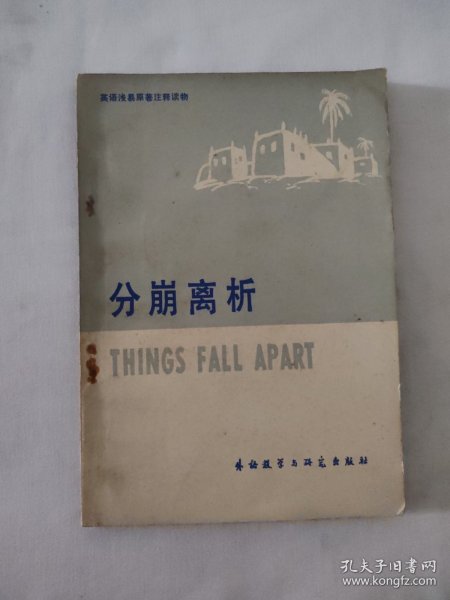 英语浅易原著注释读物
分崩离析
THINGS FALL APART
外语教学与研究出版社
孔夫子旧书网
www.kongfz.com